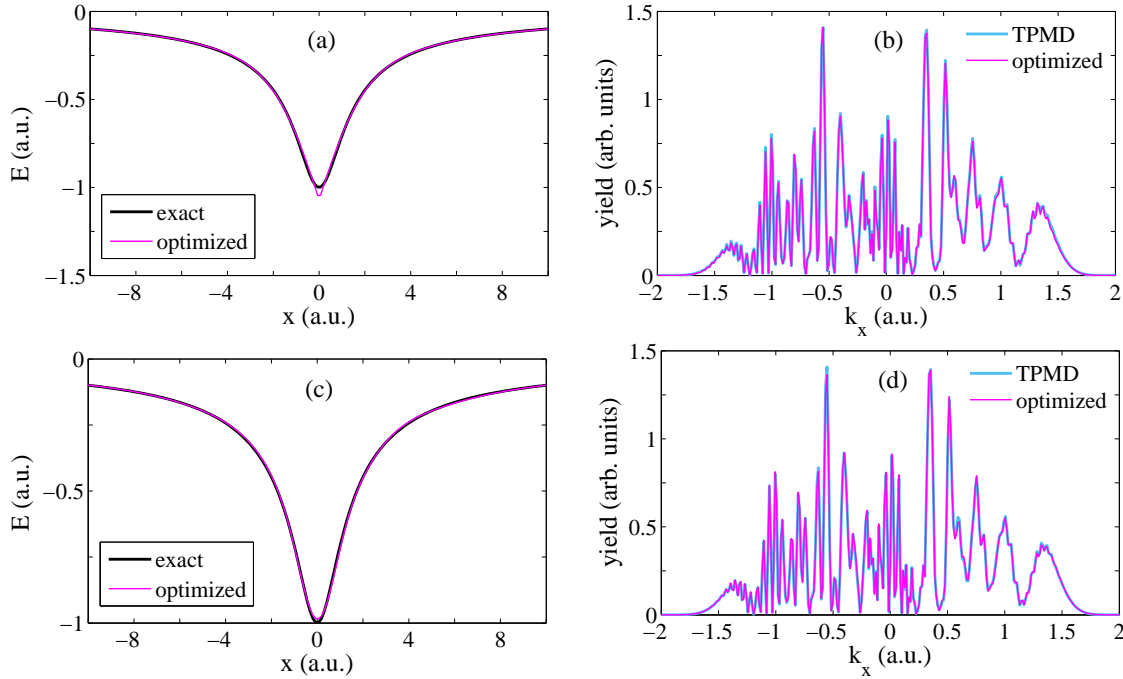 (a)
0
−0.5
−1
−1.5
E (a.u.)
exact
optimized
−8
−4
0
4
8
x (a.u.)
(b)
TPMD
optimized
1.5
1
0.5
0
yield (arb. units)
−2
−1.5
−1
−0.5
0
0.5
1
1.5
2
k_x (a.u.)
(c)
0
−0.5
−1
E (a.u.)
exact
optimized
−8
−4
0
4
8
x (a.u.)
(d)
TPMD
optimized
1.5
1
0.5
0
yield (arb. units)
−2
−1.5
−1
−0.5
0
0.5
1
1.5
2
k_x (a.u.)